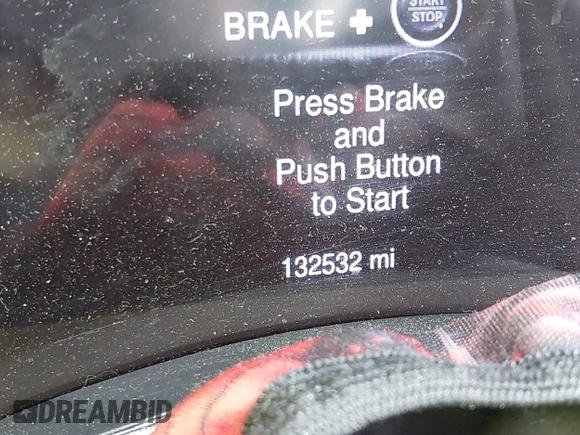 BRAKE + START
STOP
Press Brake
and
Push Button
to Start
132532 mi
DREAMBID